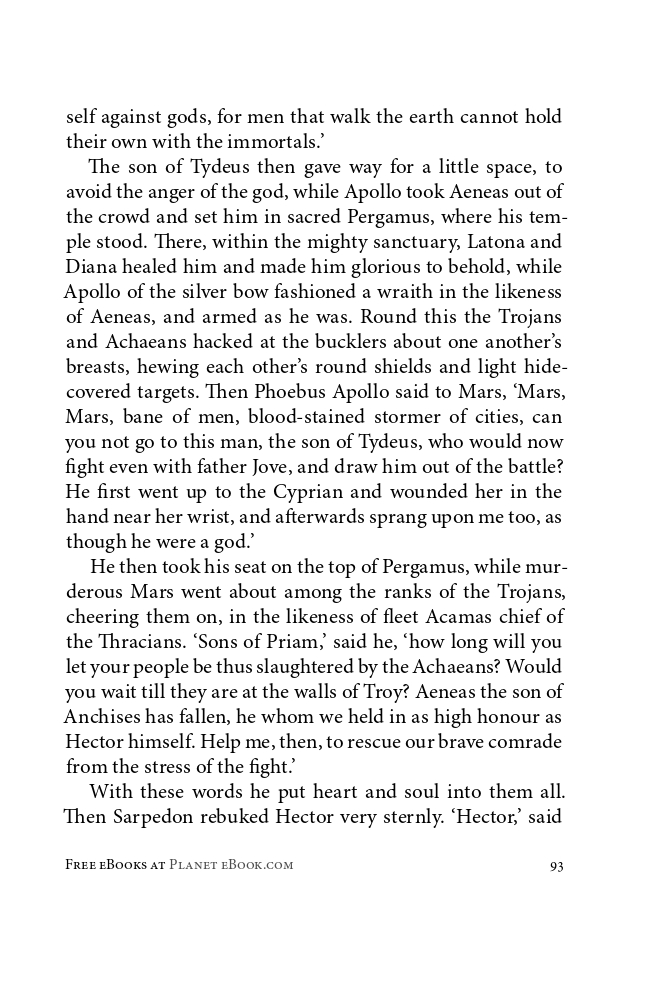 self against gods, for men that walk the earth cannot hold
their own with the immortals.’
The son of Tydeus then gave way for a little space, to
avoid the anger of the god, while Apollo took Aeneas out of
the crowd and set him in sacred Pergamus, where his tem-
ple stood. There, within the mighty sanctuary, Latona and
Diana healed him and made him glorious to behold, while
Apollo of the silver bow fashioned a wraith in the likeness
of Aeneas, and armed as he was. Round this the Trojans
and Achaeans hacked at the bucklers about one another’s
breasts, hewing each other’s round shields and light hide-
covered targets. Then Phoebus Apollo said to Mars, ‘Mars,
Mars, bane of men, blood-stained stormer of cities, can
you not go to this man, the son of Tydeus, who would now
fight even with father Jove, and draw him out of the battle?
He first went up to the Cyprian and wounded her in the
hand near her wrist, and afterwards sprang upon me too, as
though he were a god.’
He then took his seat on the top of Pergamus, while mur-
derous Mars went about among the ranks of the Trojans,
cheering them on, in the likeness of fleet Acamas chief of
the Thracians. ‘Sons of Priam,’ said he, ‘how long will you
let your people be thus slaughtered by the Achaeans? Would
you wait till they are at the walls of Troy? Aeneas the son of
Anchises has fallen, he whom we held in as high honour as
Hector himself. Help me, then, to rescue our brave comrade
from the stress of the fight.’
With these words he put heart and soul into them all.
Then Sarpedon rebuked Hector very sternly. ‘Hector,’ said
Free eBooks at Planet eBook.com 93